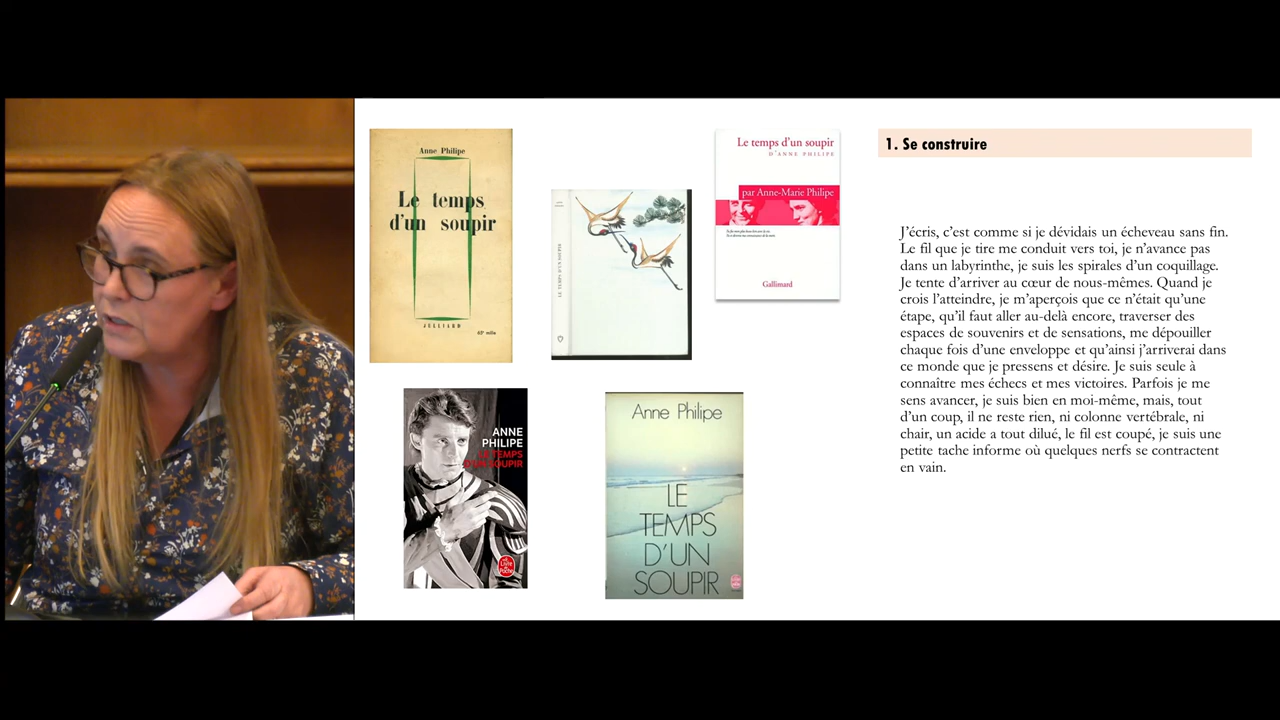 Anne Philipe
Le temps
d'un soupir
JULLIARD
LE TEMPS D'UN SOUPIR
Le temps d'un soupir
D'ANNE PHILIPE
par Anne-Marie Philipe
Gallimard
ANNE
PHILIPE
LE TEMPS
D'UN SOUPIR
Le Livre
de Poche
Anne Philipe
LE
TEMPS
D'UN
SOUPIR
1. Se construire
J'écris, c'est comme si je dévidais un écheveau sans fin.
Le fil que je tire me conduit vers toi, je n'avance pas
dans un labyrinthe, je suis les spirales d'un coquillage.
Je tente d'arriver au cœur de nous-mêmes. Quand je
crois l'atteindre, je m'aperçois que ce n'était qu'une
étape, qu'il faut aller au-delà encore, traverser des
espaces de souvenirs et de sensations, me dépouiller
chaque fois d'une enveloppe et qu'ainsi j'arriverai dans
ce monde que je pressens et désire. Je suis seule à
connaître mes échecs et mes victoires. Parfois je me
sens avancer, je suis bien en moi-même, mais, tout
d'un coup, il ne reste rien, ni colonne vertébrale, ni
chair, un acide a tout dilué, le fil est coupé, je suis une
petite tache informe où quelques nerfs se contractent
en vain.